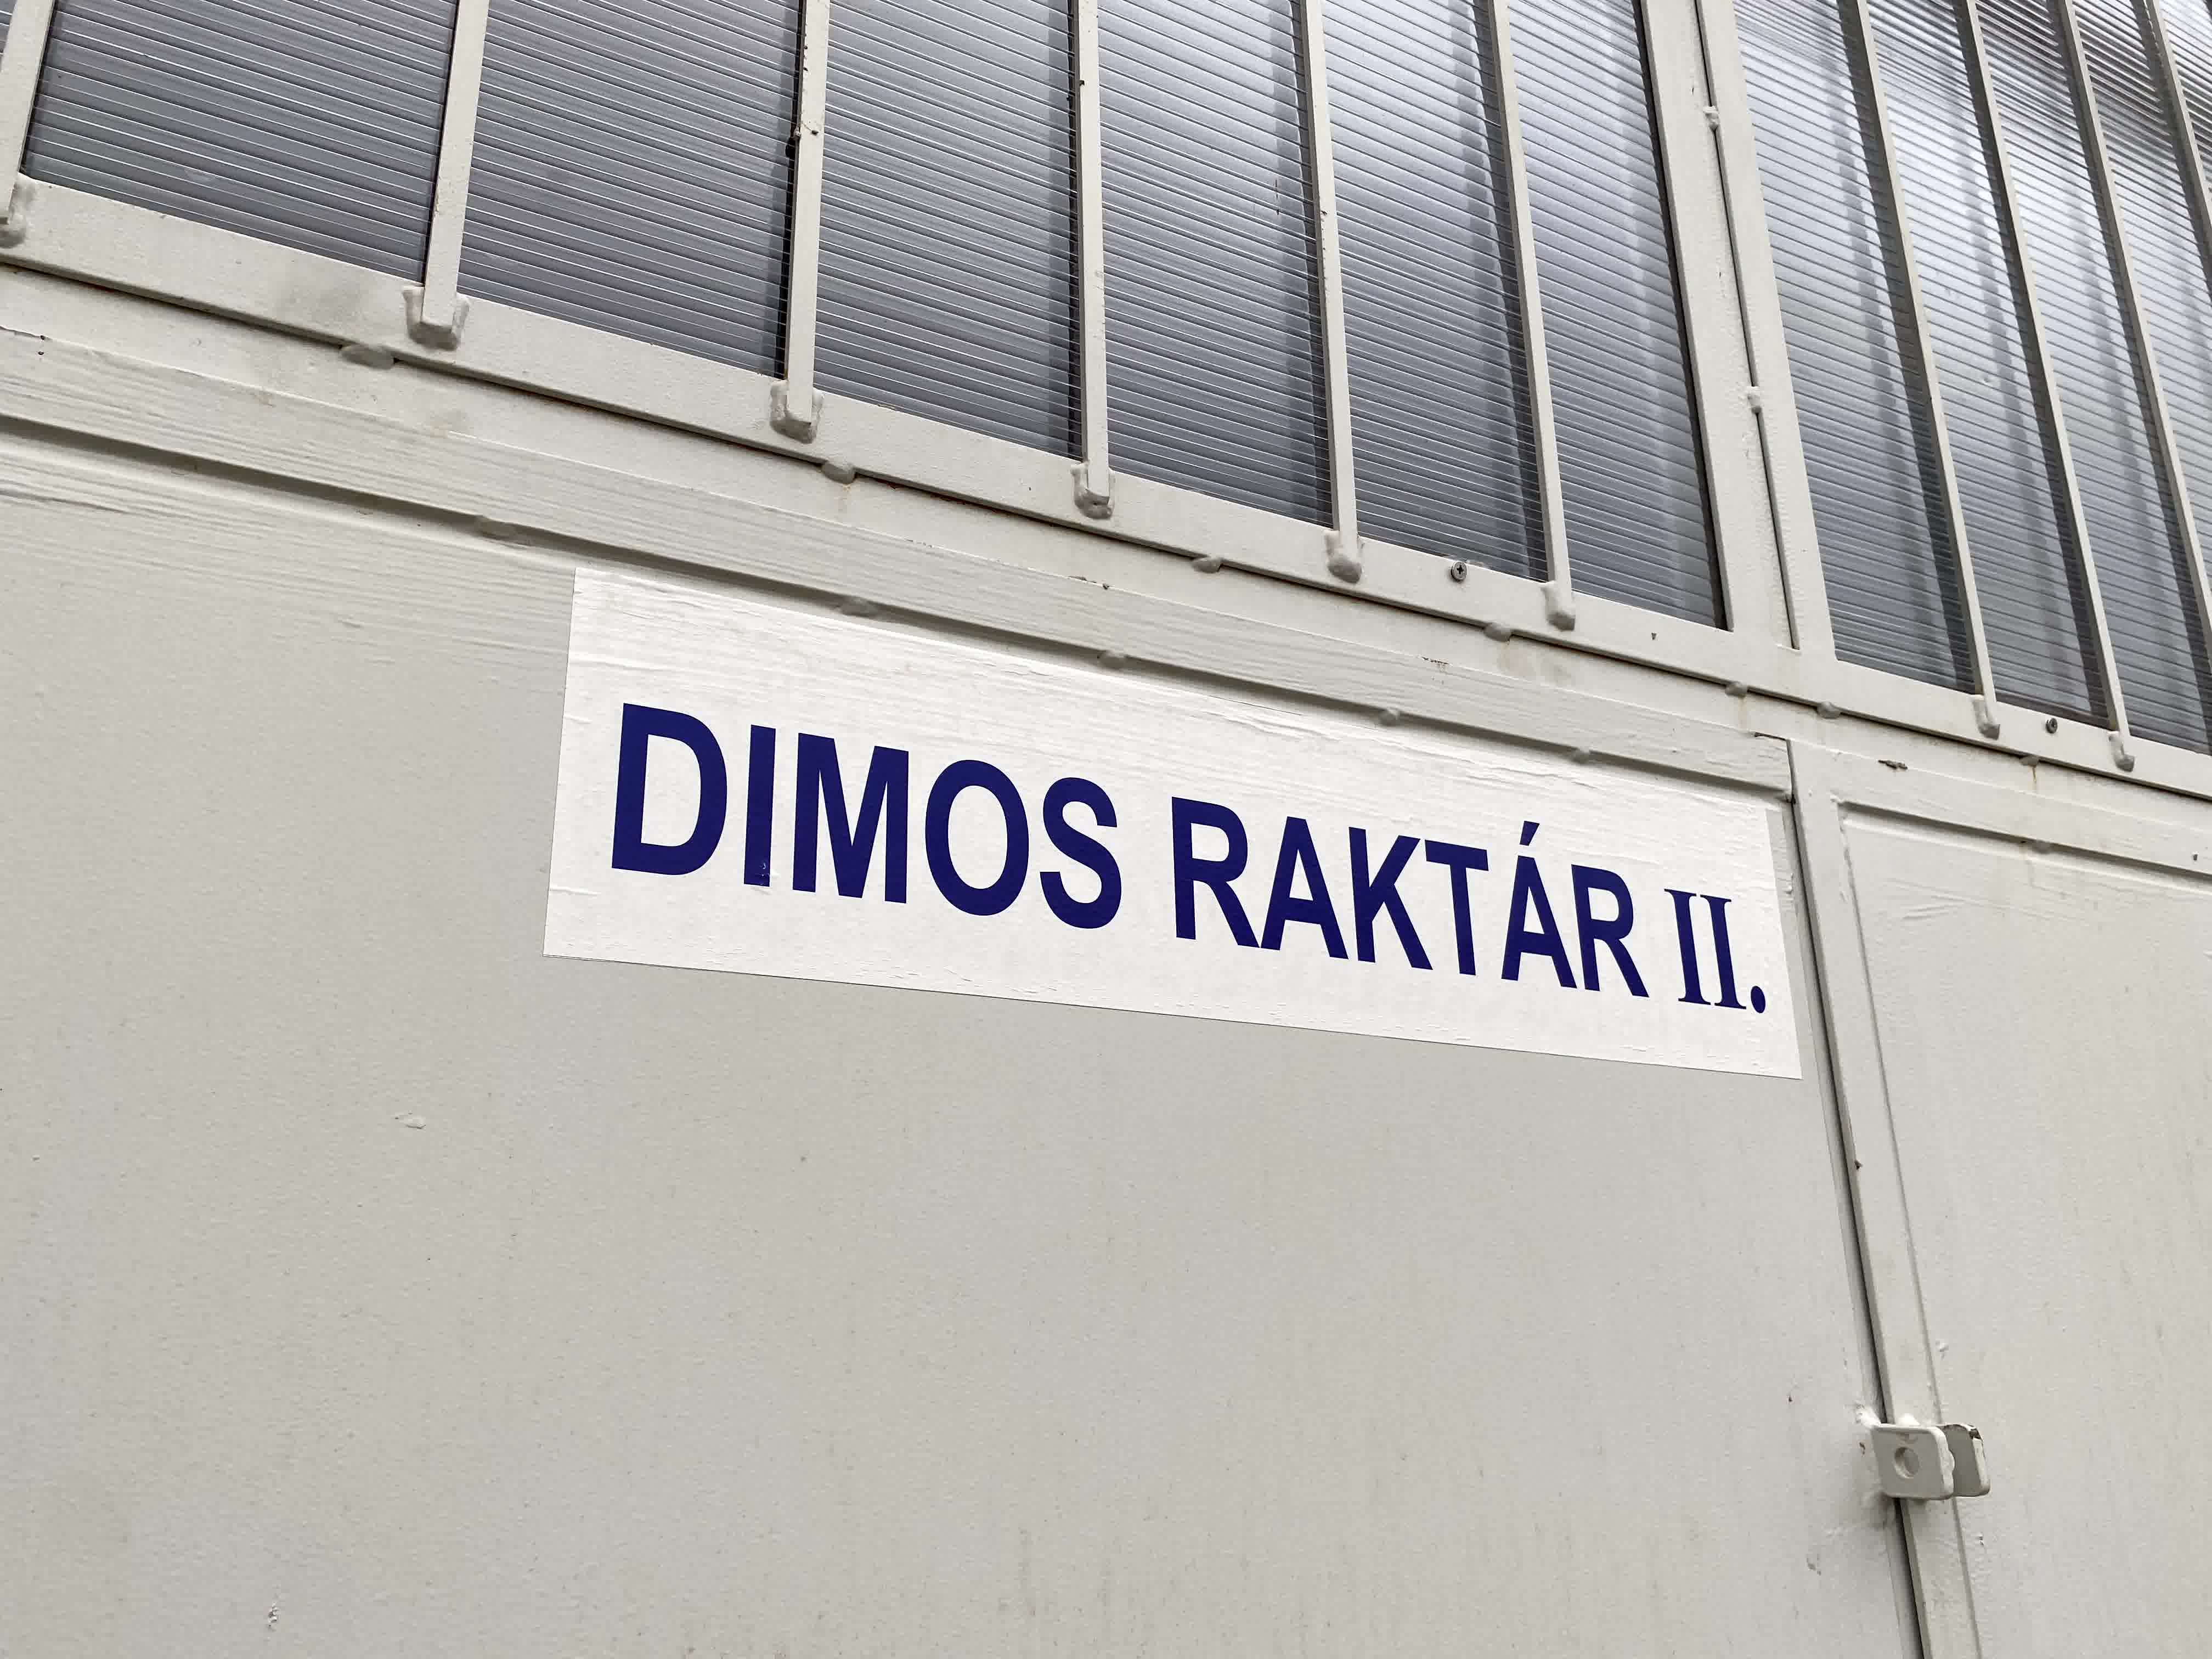 DIMOS RAKTÁR II.